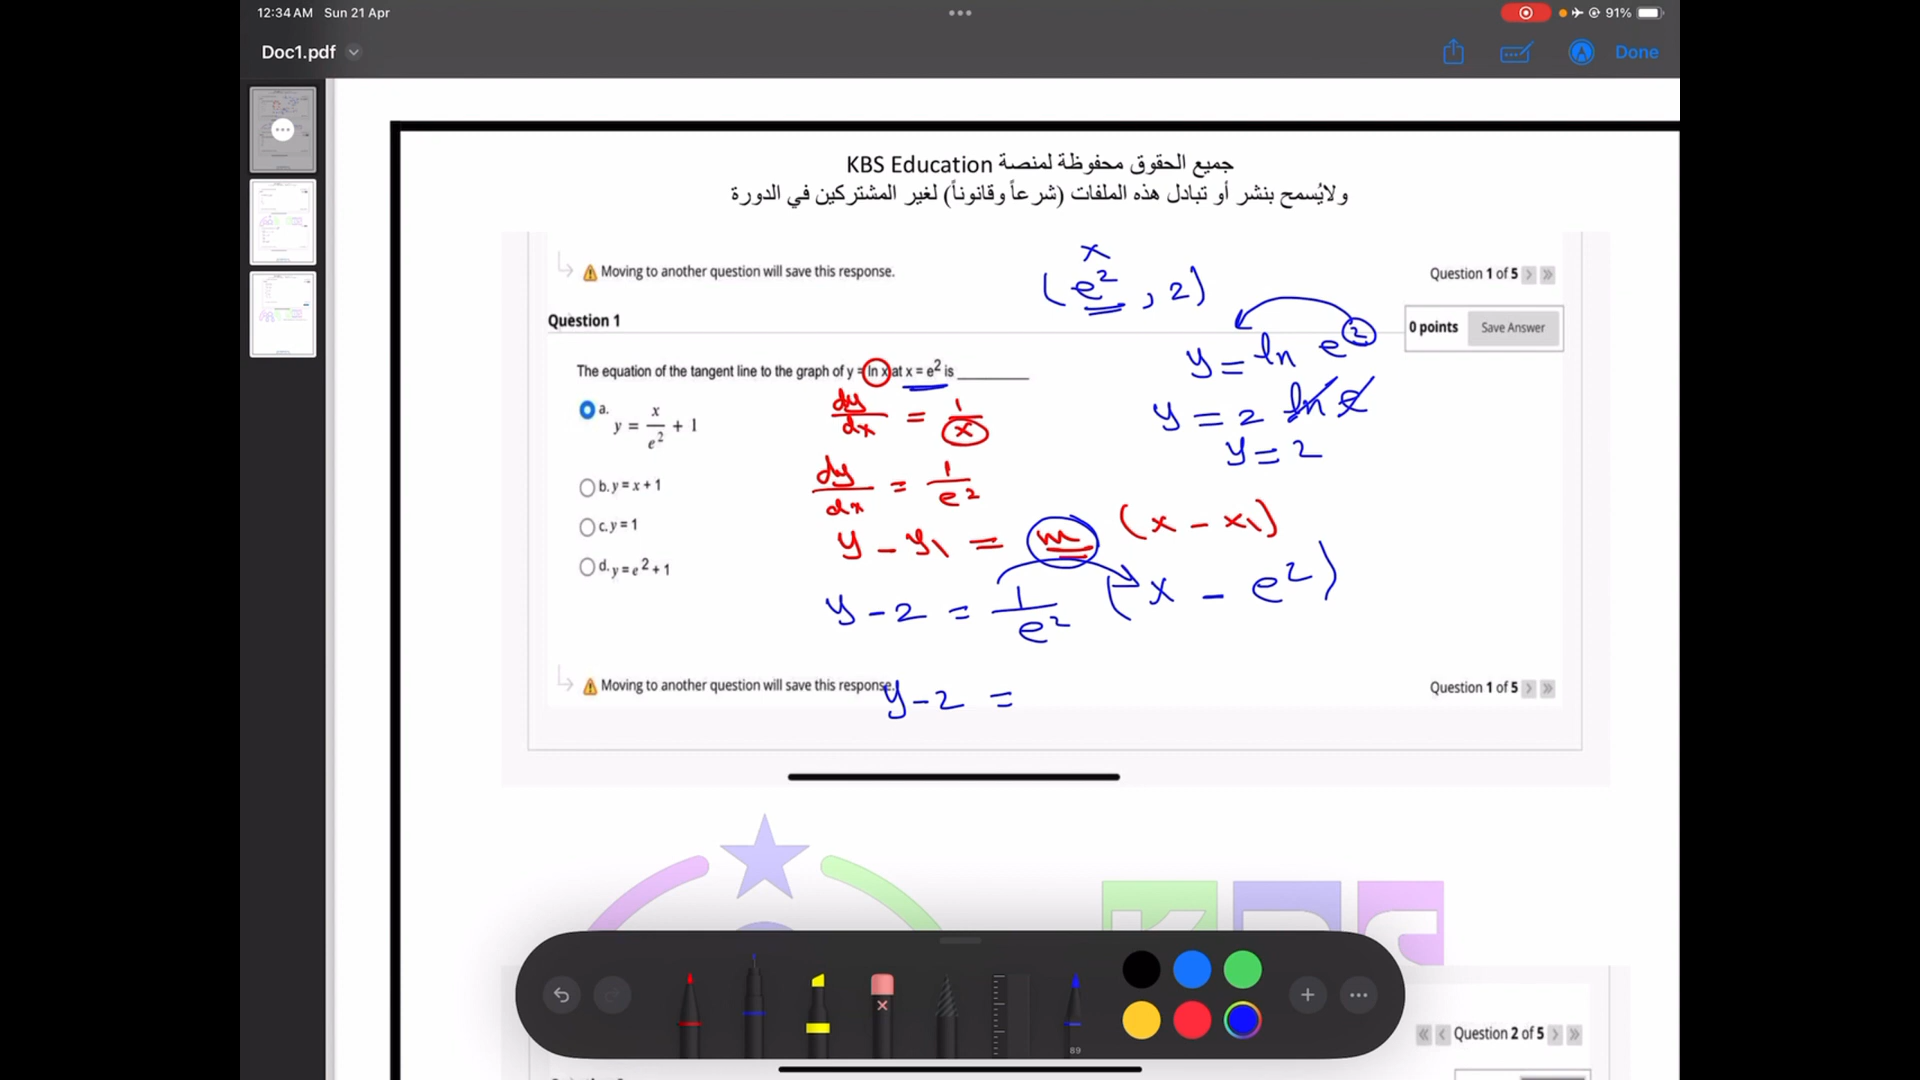 12:34 AM Sun 21 Apr
91%
Doc1.pdf
Done
جميع الحقوق محفوظة لمنصة KBS Education
ولايُسمح بنشر أو تبادل هذه الملفات (شرعاً وقانوناً) لغير المشتركين في الدورة
Moving to another question will save this response.
Question 1 of 5
x
(e², 2)
Question 1
0 points
Save Answer
The equation of the tangent line to the graph of y = ln x at x = e² is ________
a. y = x/e² + 1
b. y = x + 1
c. y = 1
d. y = e² + 1
dy/dx = 1/x
dy/dx = 1/e²
y - y1 = m (x - x1)
y - 2 = 1/e² (x - e²)
y = ln e²
y = 2 ln e
y = 2
Moving to another question will save this response.
y - 2 =
Question 1 of 5
89
Question 2 of 5